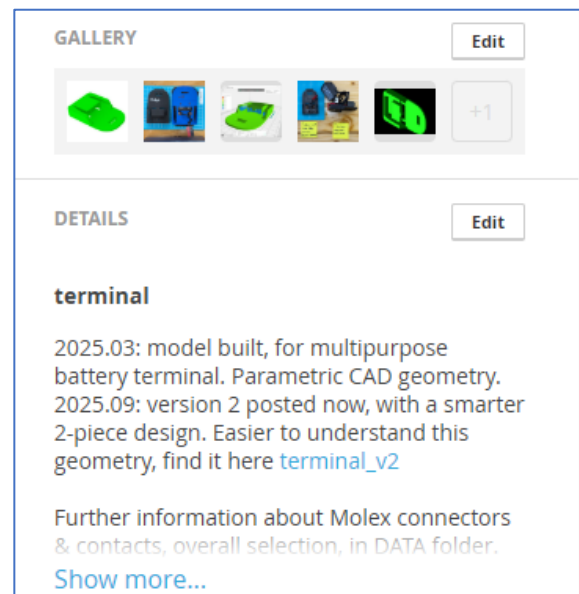 GALLERY
Edit
+1
DETAILS
Edit
terminal
2025.03: model built, for multipurpose
battery terminal. Parametric CAD geometry.
2025.09: version 2 posted now, with a smarter
2-piece design. Easier to understand this
geometry, find it here terminal_v2
Further information about Molex connectors
& contacts, overall selection, in DATA folder.
Show more...